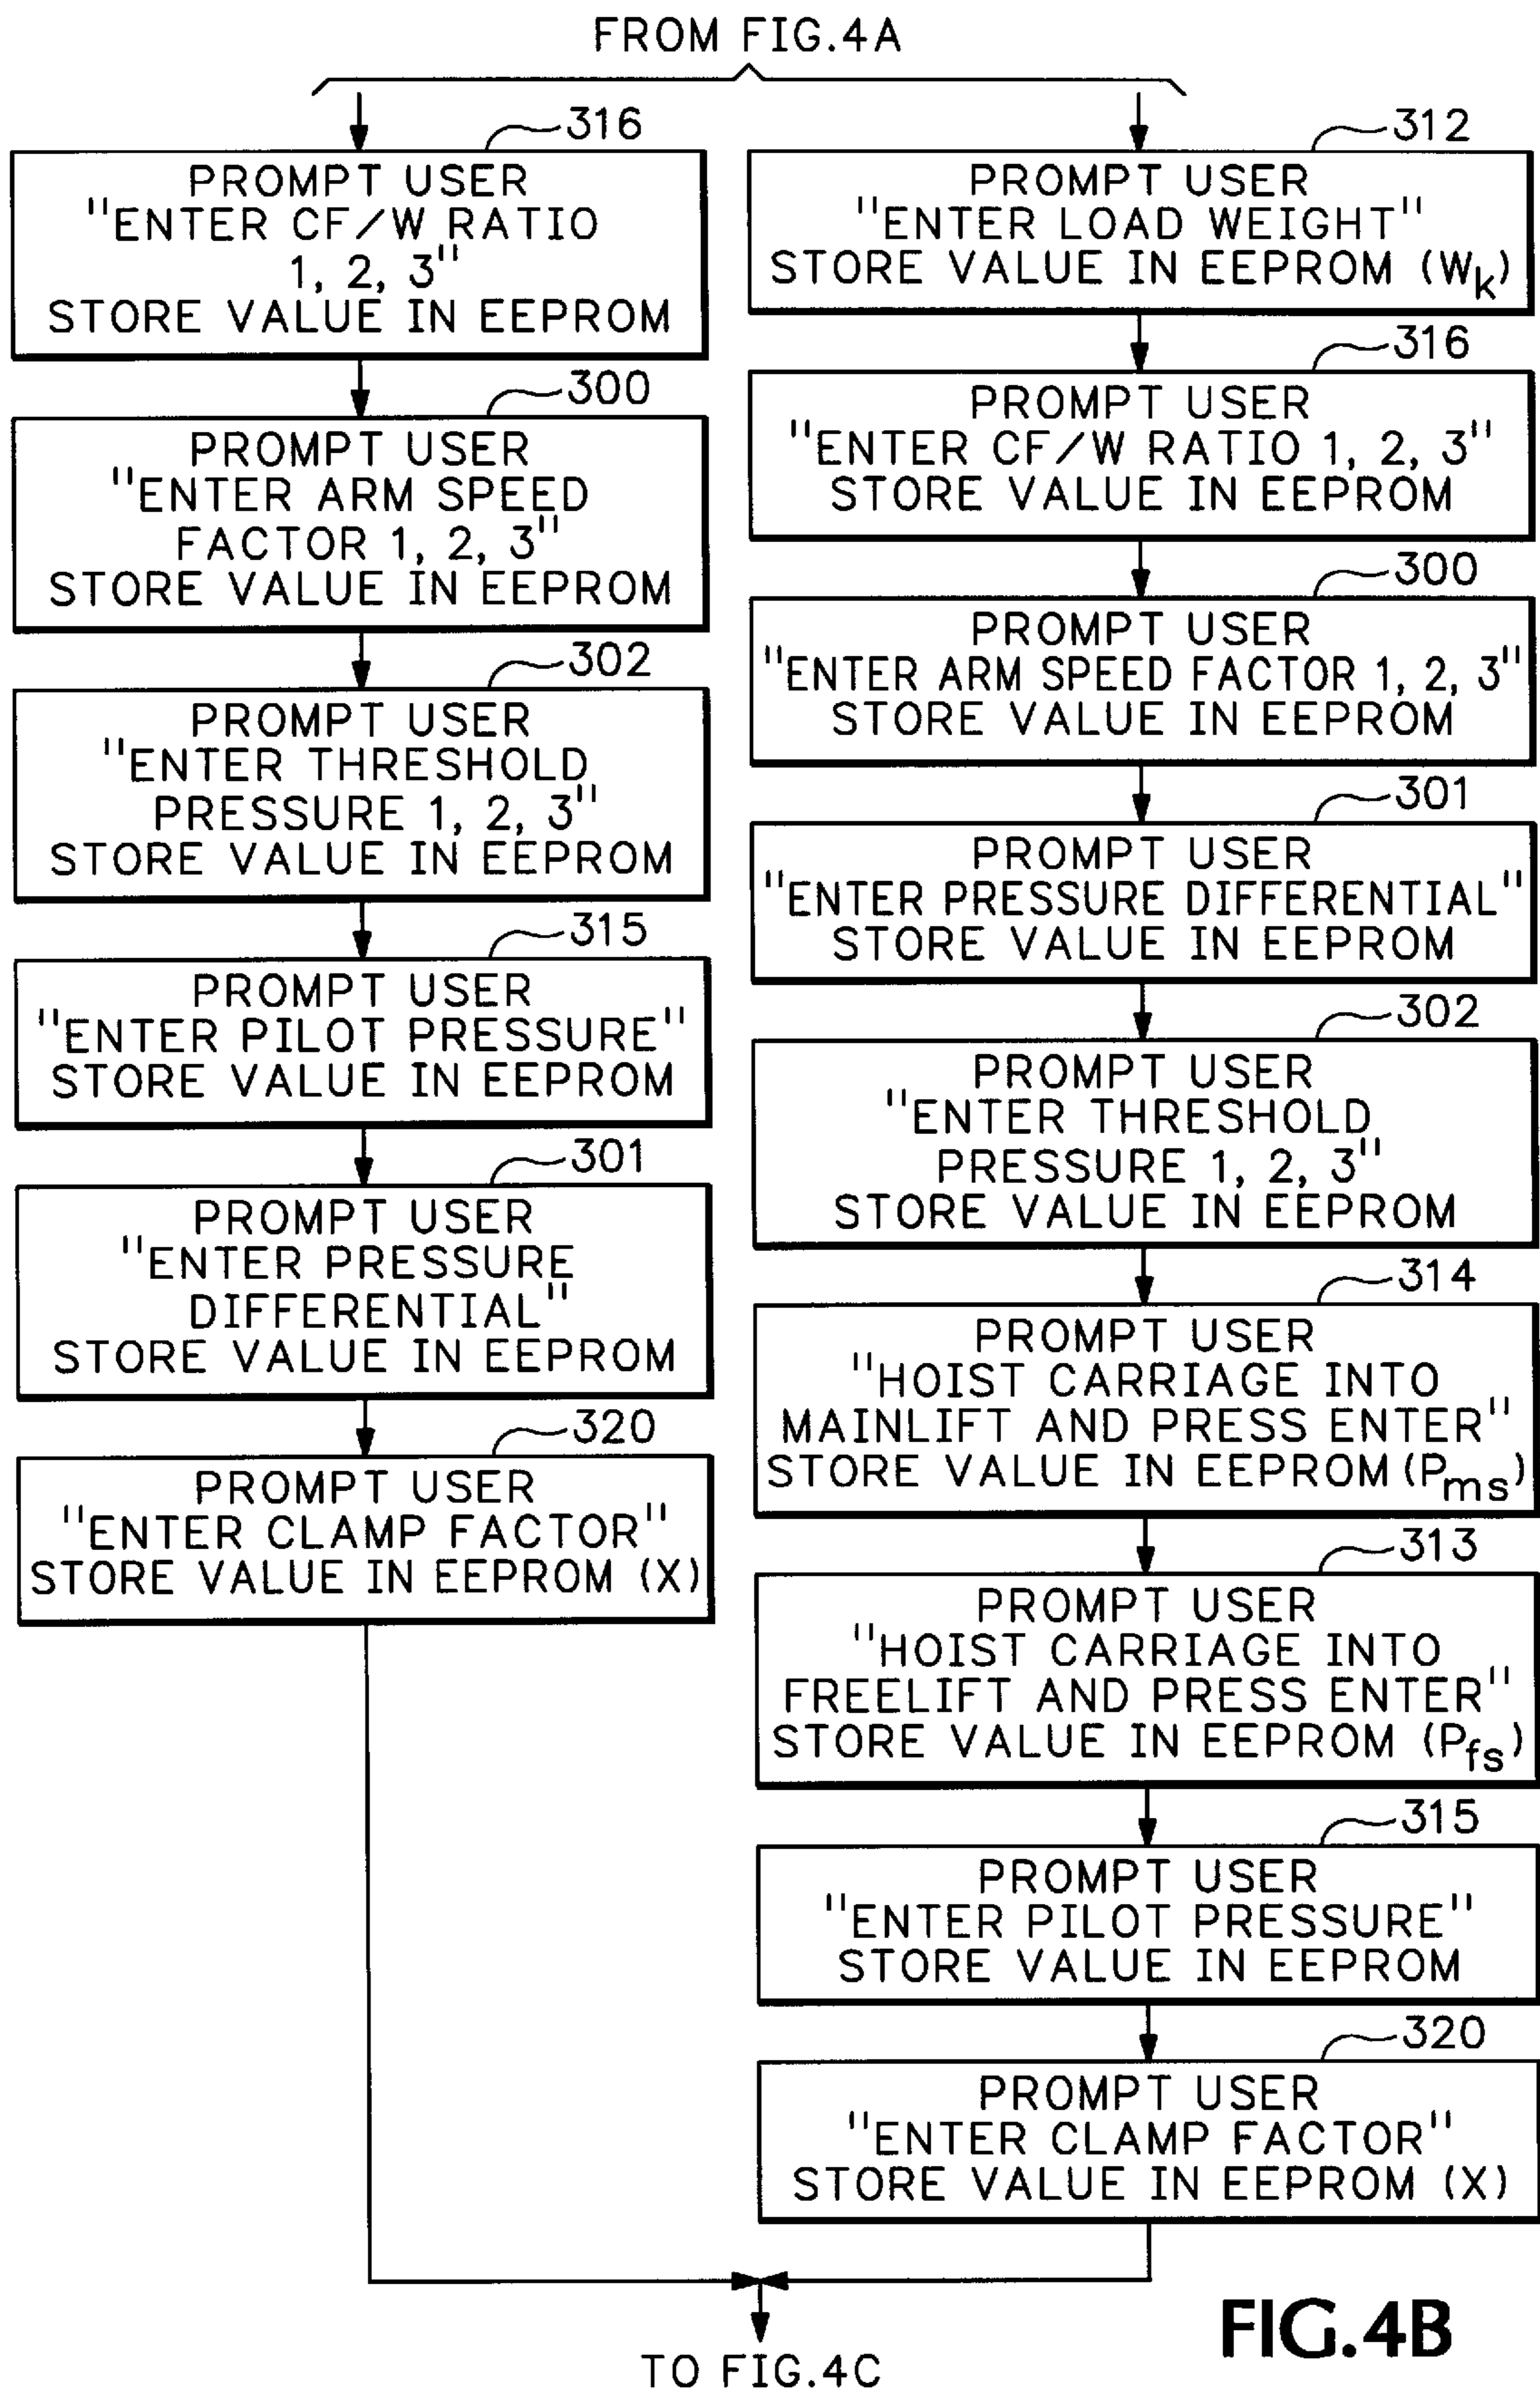 FROM FIG.4A
316
PROMPT USER
"ENTER CF/W RATIO
1, 2, 3"
STORE VALUE IN EEPROM
300
PROMPT USER
"ENTER ARM SPEED
FACTOR 1, 2, 3"
STORE VALUE IN EEPROM
302
PROMPT USER
"ENTER THRESHOLD
PRESSURE 1, 2, 3"
STORE VALUE IN EEPROM
315
PROMPT USER
"ENTER PILOT PRESSURE"
STORE VALUE IN EEPROM
301
PROMPT USER
"ENTER PRESSURE
DIFFERENTIAL"
STORE VALUE IN EEPROM
320
PROMPT USER
"ENTER CLAMP FACTOR"
STORE VALUE IN EEPROM (X)
312
PROMPT USER
"ENTER LOAD WEIGHT"
STORE VALUE IN EEPROM (Wk)
316
PROMPT USER
"ENTER CF/W RATIO 1, 2, 3"
STORE VALUE IN EEPROM
300
PROMPT USER
"ENTER ARM SPEED FACTOR 1, 2, 3"
STORE VALUE IN EEPROM
301
PROMPT USER
"ENTER PRESSURE DIFFERENTIAL"
STORE VALUE IN EEPROM
302
PROMPT USER
"ENTER THRESHOLD
PRESSURE 1, 2, 3"
STORE VALUE IN EEPROM
314
PROMPT USER
"HOIST CARRIAGE INTO
MAINLIFT AND PRESS ENTER"
STORE VALUE IN EEPROM (Pms)
313
PROMPT USER
"HOIST CARRIAGE INTO
FREELIFT AND PRESS ENTER"
STORE VALUE IN EEPROM (Pfs)
315
PROMPT USER
"ENTER PILOT PRESSURE"
STORE VALUE IN EEPROM
320
PROMPT USER
"ENTER CLAMP FACTOR"
STORE VALUE IN EEPROM (X)
TO FIG.4C
FIG.4B